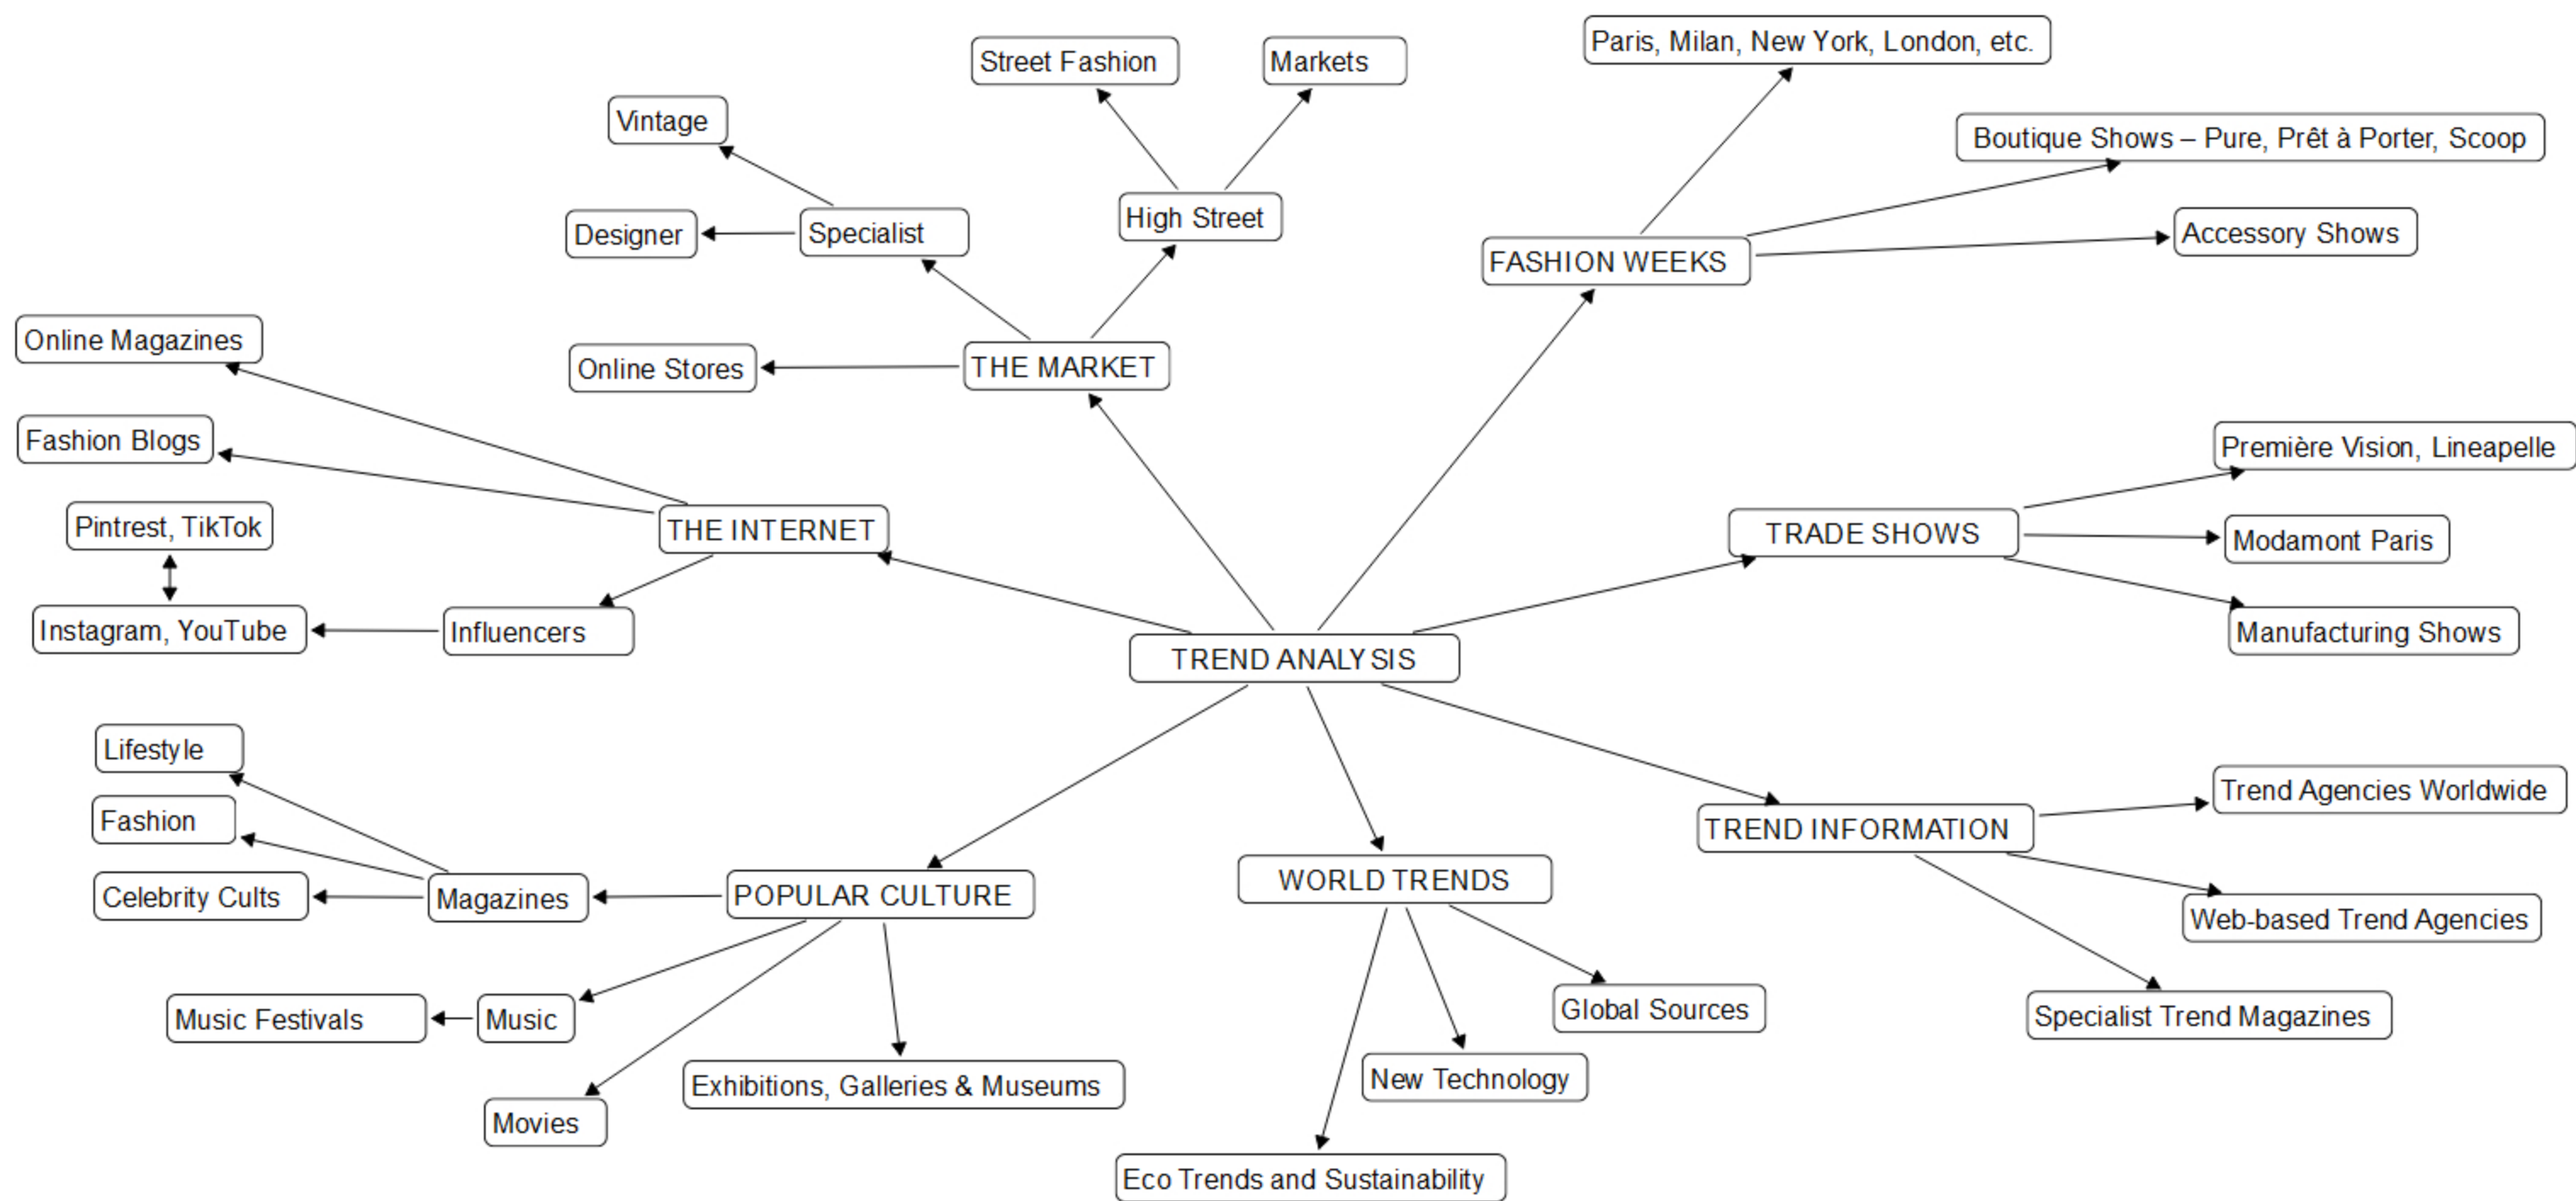 Paris, Milan, New York, London, etc.
Street Fashion
Markets
Vintage
Boutique Shows – Pure, Prêt à Porter, Scoop
High Street
Designer
Specialist
Accessory Shows
FASHION WEEKS
Online Magazines
Online Stores
THE MARKET
Fashion Blogs
Première Vision, Lineapelle
Pintrest, TikTok
THE INTERNET
TRADE SHOWS
Modamont Paris
Instagram, YouTube
Influencers
Manufacturing Shows
TREND ANALYSIS
Lifestyle
Trend Agencies Worldwide
Fashion
TREND INFORMATION
Celebrity Cults
Magazines
POPULAR CULTURE
WORLD TRENDS
Web-based Trend Agencies
Music Festivals
Music
Global Sources
Specialist Trend Magazines
Exhibitions, Galleries & Museums
New Technology
Movies
Eco Trends and Sustainability